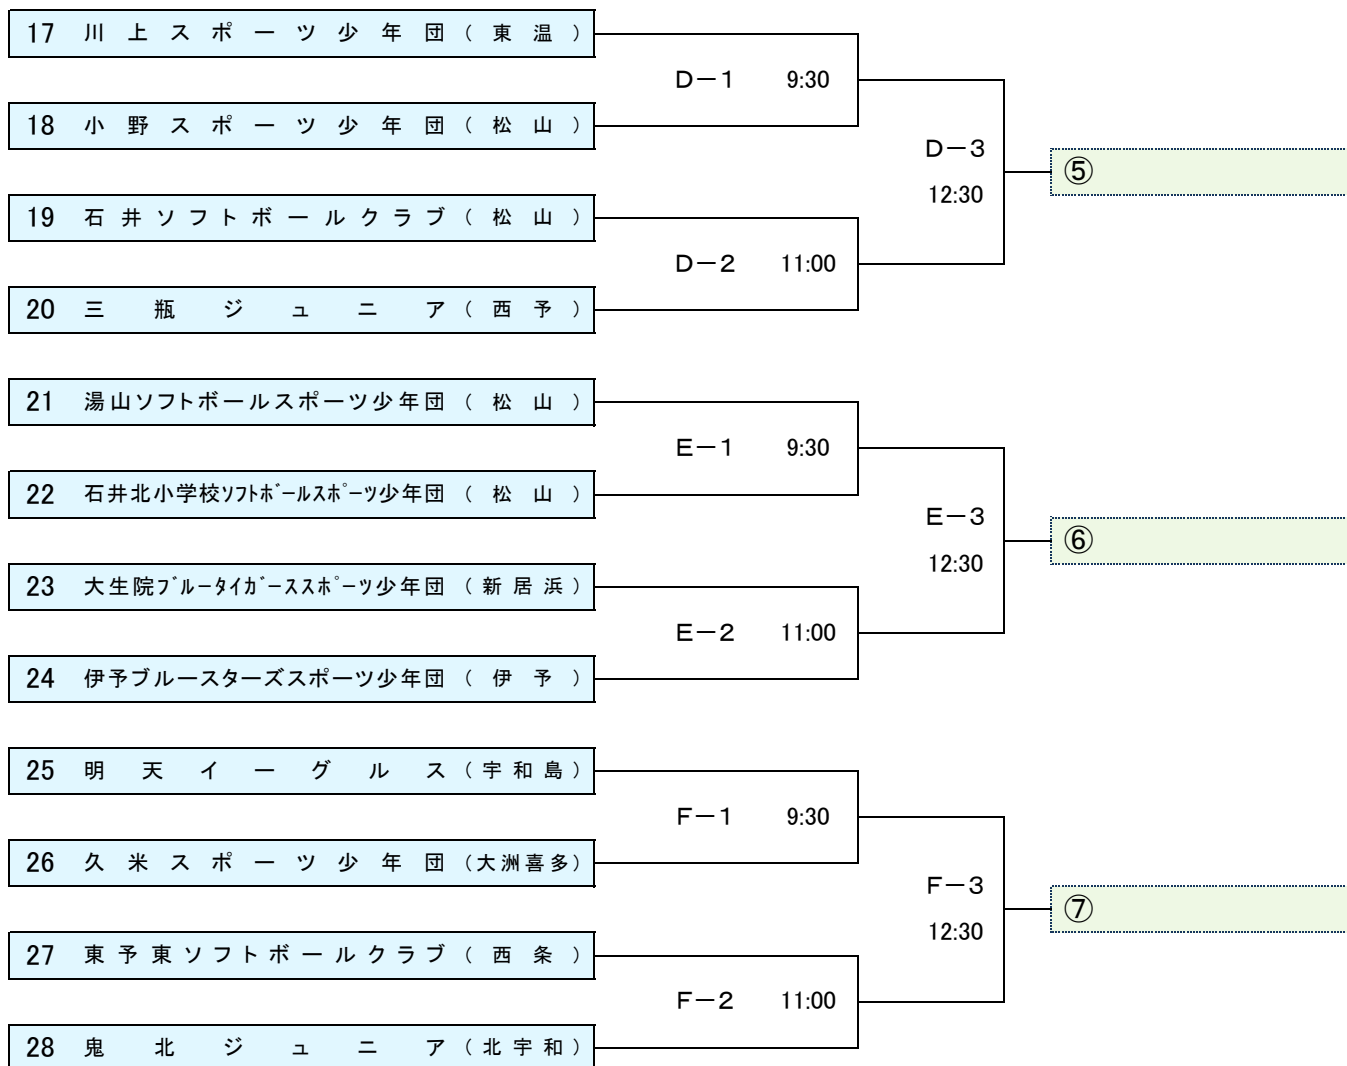 17 川上スポーツ少年団（東温）
D－1 9:30
18 小野スポーツ少年団（松山）
D－3
12:30
⑤
19 石井ソフトボールクラブ（松山）
D－2 11:00
20 三瓶ジュニア（西予）
21 湯山ソフトボールスポーツ少年団（松山）
E－1 9:30
22 石井北小学校ｿﾌﾄﾎﾞｰﾙｽﾎﾟｰﾂ少年団（松山）
E－3
12:30
⑥
23 大生院ﾌﾞﾙｰﾀｲｶﾞｰｽｽﾎﾟｰﾂ少年団（新居浜）
E－2 11:00
24 伊予ブルースターズスポーツ少年団（伊予）
25 明天イーグルス（宇和島）
F－1 9:30
26 久米スポーツ少年団（大洲喜多）
F－3
12:30
⑦
27 東予東ソフトボールクラブ（西条）
F－2 11:00
28 鬼北ジュニア（北宇和）